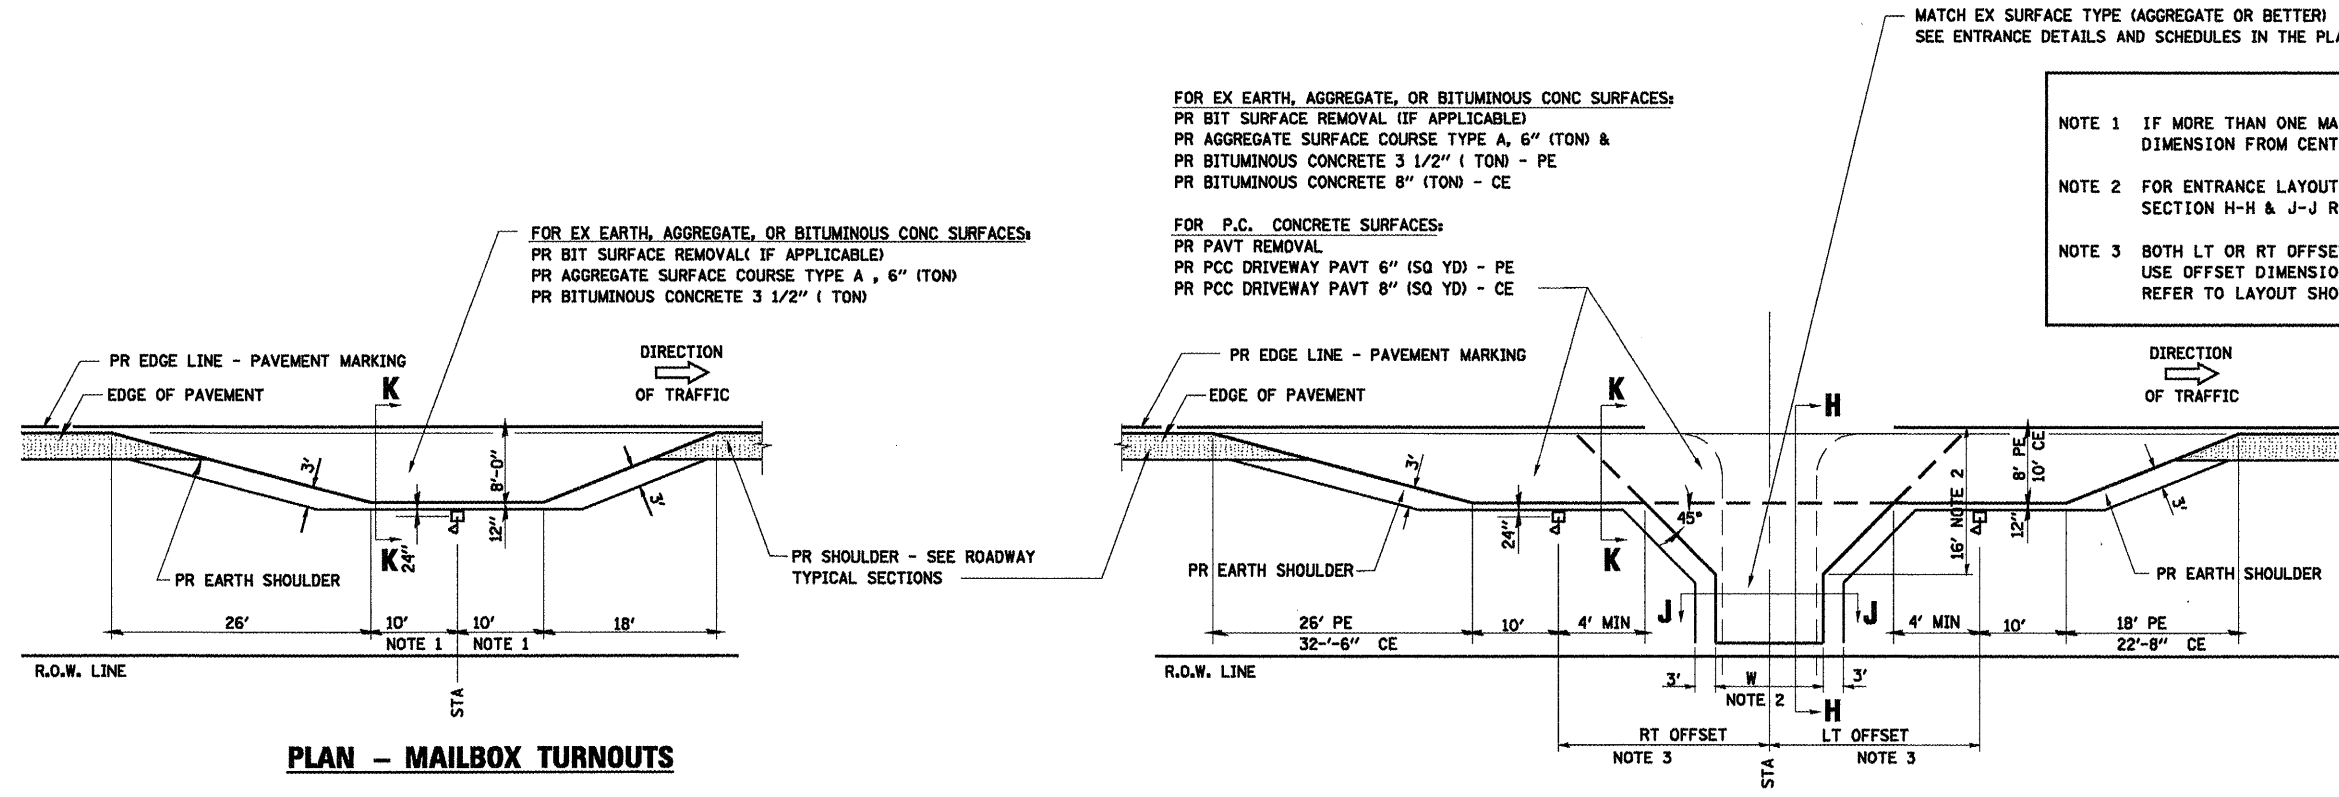 FOR EX EARTH, AGGREGATE, OR BITUMINOUS CONC SURFACES:
PR BIT SURFACE REMOVAL( IF APPLICABLE)
PR AGGREGATE SURFACE COURSE TYPE A , 6" (TON)
PR BITUMINOUS CONCRETE 3 1/2" ( TON)
PR EDGE LINE - PAVEMENT MARKING
EDGE OF PAVEMENT
DIRECTION
OF TRAFFIC
K
3'
8'-0"
3'
K
24"
12"
PR EARTH SHOULDER
PR SHOULDER - SEE ROADWAY
TYPICAL SECTIONS
26'
10'
10'
18'
NOTE 1
NOTE 1
R.O.W. LINE
STA
PLAN - MAILBOX TURNOUTS
MATCH EX SURFACE TYPE (AGGREGATE OR BETTER)
SEE ENTRANCE DETAILS AND SCHEDULES IN THE
FOR EX EARTH, AGGREGATE, OR BITUMINOUS CONC SURFACES:
PR BIT SURFACE REMOVAL (IF APPLICABLE)
PR AGGREGATE SURFACE COURSE TYPE A, 6" (TON) &
PR BITUMINOUS CONCRETE 3 1/2" ( TON) - PE
PR BITUMINOUS CONCRETE 8" (TON) - CE
FOR P.C. CONCRETE SURFACES:
PR PAVT REMOVAL
PR PCC DRIVEWAY PAVT 6" (SQ YD) - PE
PR PCC DRIVEWAY PAVT 8" (SQ YD) - CE
NOTE 1 IF MORE THAN ONE
DIMENSION FROM
NOTE 2 FOR ENTRANCE LAYOUT
SECTION H-H & J-J
NOTE 3 BOTH LT OR RT
USE OFFSET
REFER TO LAYOUT
PR EDGE LINE - PAVEMENT MARKING
EDGE OF PAVEMENT
DIRECTION
OF TRAFFIC
K
H
3'
8' PE
10' CE
16' NOTE 2
3'
45°
24"
12"
K
PR EARTH SHOULDER
PR EARTH SHOULDER
J
J
26' PE
32-'-6" CE
10'
4' MIN
4' MIN
10'
18' PE
22'-8" CE
R.O.W. LINE
3'
W
3'
NOTE 2
H
RT OFFSET
LT OFFSET
NOTE 3
NOTE 3
STA